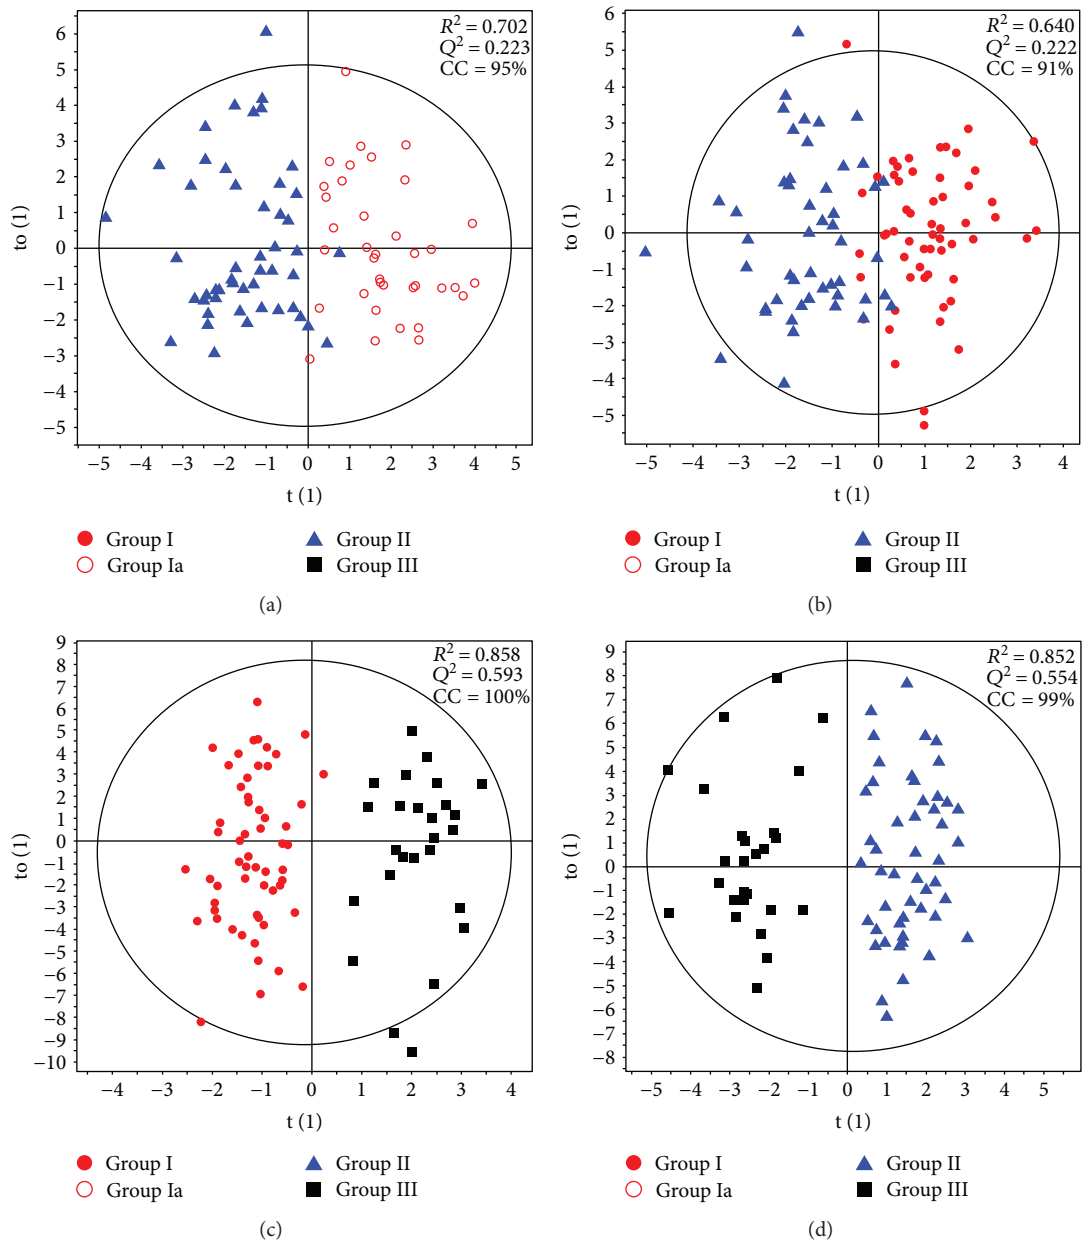 R² = 0.702
Q² = 0.223
CC = 95%
6
5
4
3
2
1
0
−1
−2
−3
−4
−5
to (1)
−5 −4 −3 −2 −1 0 1 2 3 4 5
t (1)
Group I Group II
Group Ia Group III
(a)
R² = 0.640
Q² = 0.222
CC = 91%
6
5
4
3
2
1
0
−1
−2
−3
−4
−5
to (1)
−5 −4 −3 −2 −1 0 1 2 3 4
t (1)
Group I Group II
Group Ia Group III
(b)
R² = 0.858
Q² = 0.593
CC = 100%
9
8
7
6
5
4
3
2
1
0
−1
−2
−3
−4
−5
−6
−7
−8
−9
−10
to (1)
−4 −3 −2 −1 0 1 2 3 4
t (1)
Group I Group II
Group Ia Group III
(c)
R² = 0.852
Q² = 0.554
CC = 99%
9
8
7
6
5
4
3
2
1
0
−1
−2
−3
−4
−5
−6
−7
−8
to (1)
−5 −4 −3 −2 −1 0 1 2 3 4 5
t (1)
Group I Group II
Group Ia Group III
(d)